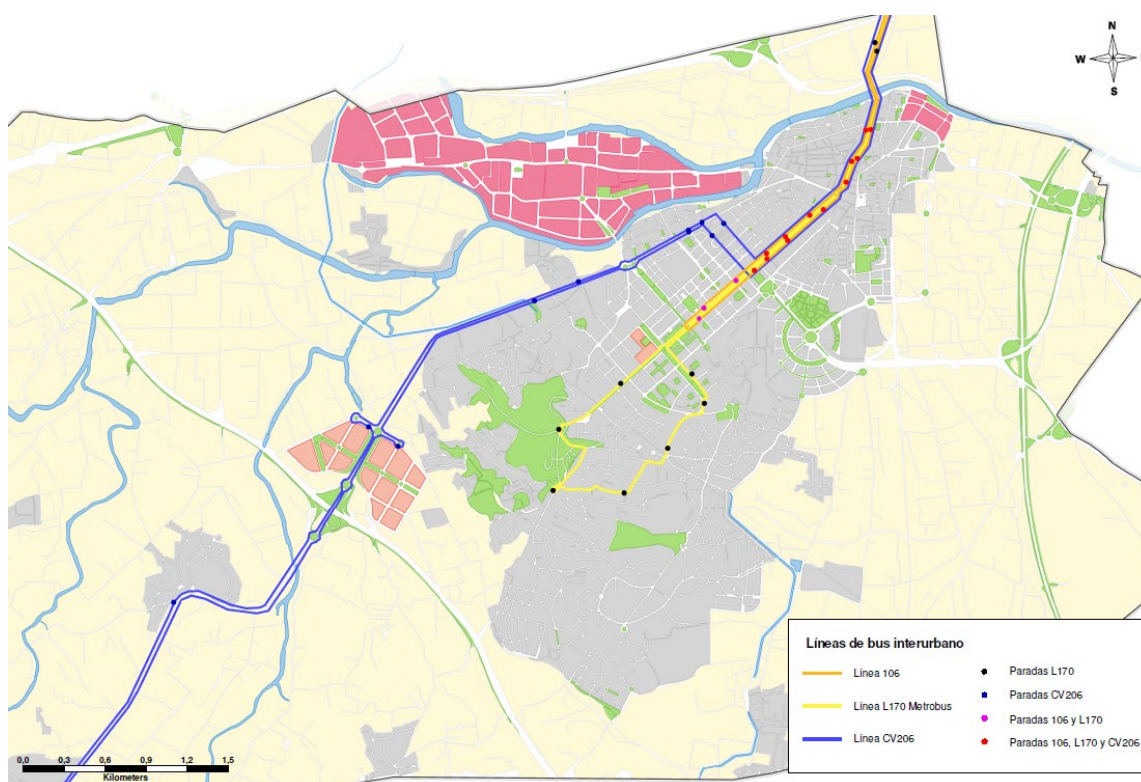 N
W
S
Líneas de bus interurbano
Línea 106
Línea L170 Metrobus
Línea CV206
Paradas L170
Paradas CV206
Paradas 106 y L170
Paradas 106, L170 y CV206
0,0 0,3 0,6 0,9 1,2 1,5
Kilometers